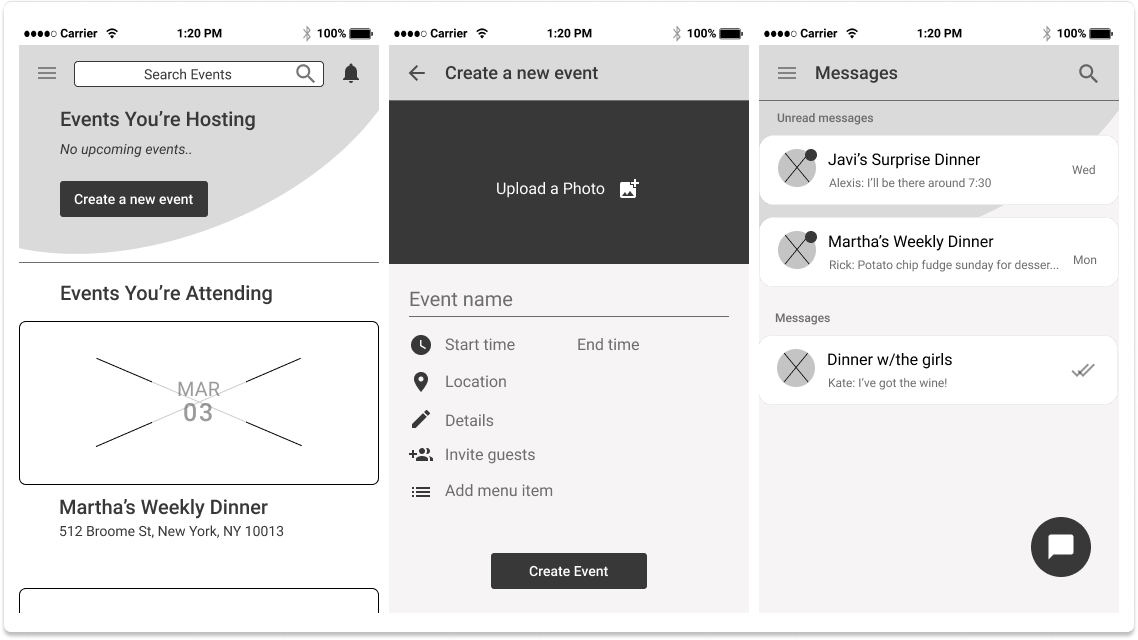 Carrier 1:20 PM 100%
Search Events
Events You’re Hosting
No upcoming events..
Create a new event
Events You’re Attending
MAR
03
Martha’s Weekly Dinner
512 Broome St, New York, NY 10013
Carrier 1:20 PM 100%
Create a new event
Upload a Photo
Event name
Start time End time
Location
Details
Invite guests
Add menu item
Create Event
Carrier 1:20 PM 100%
Messages
Unread messages
Javi’s Surprise Dinner
Alexis: I’ll be there around 7:30
Wed
Martha’s Weekly Dinner
Rick: Potato chip fudge sunday for desser...
Mon
Messages
Dinner w/the girls
Kate: I’ve got the wine!